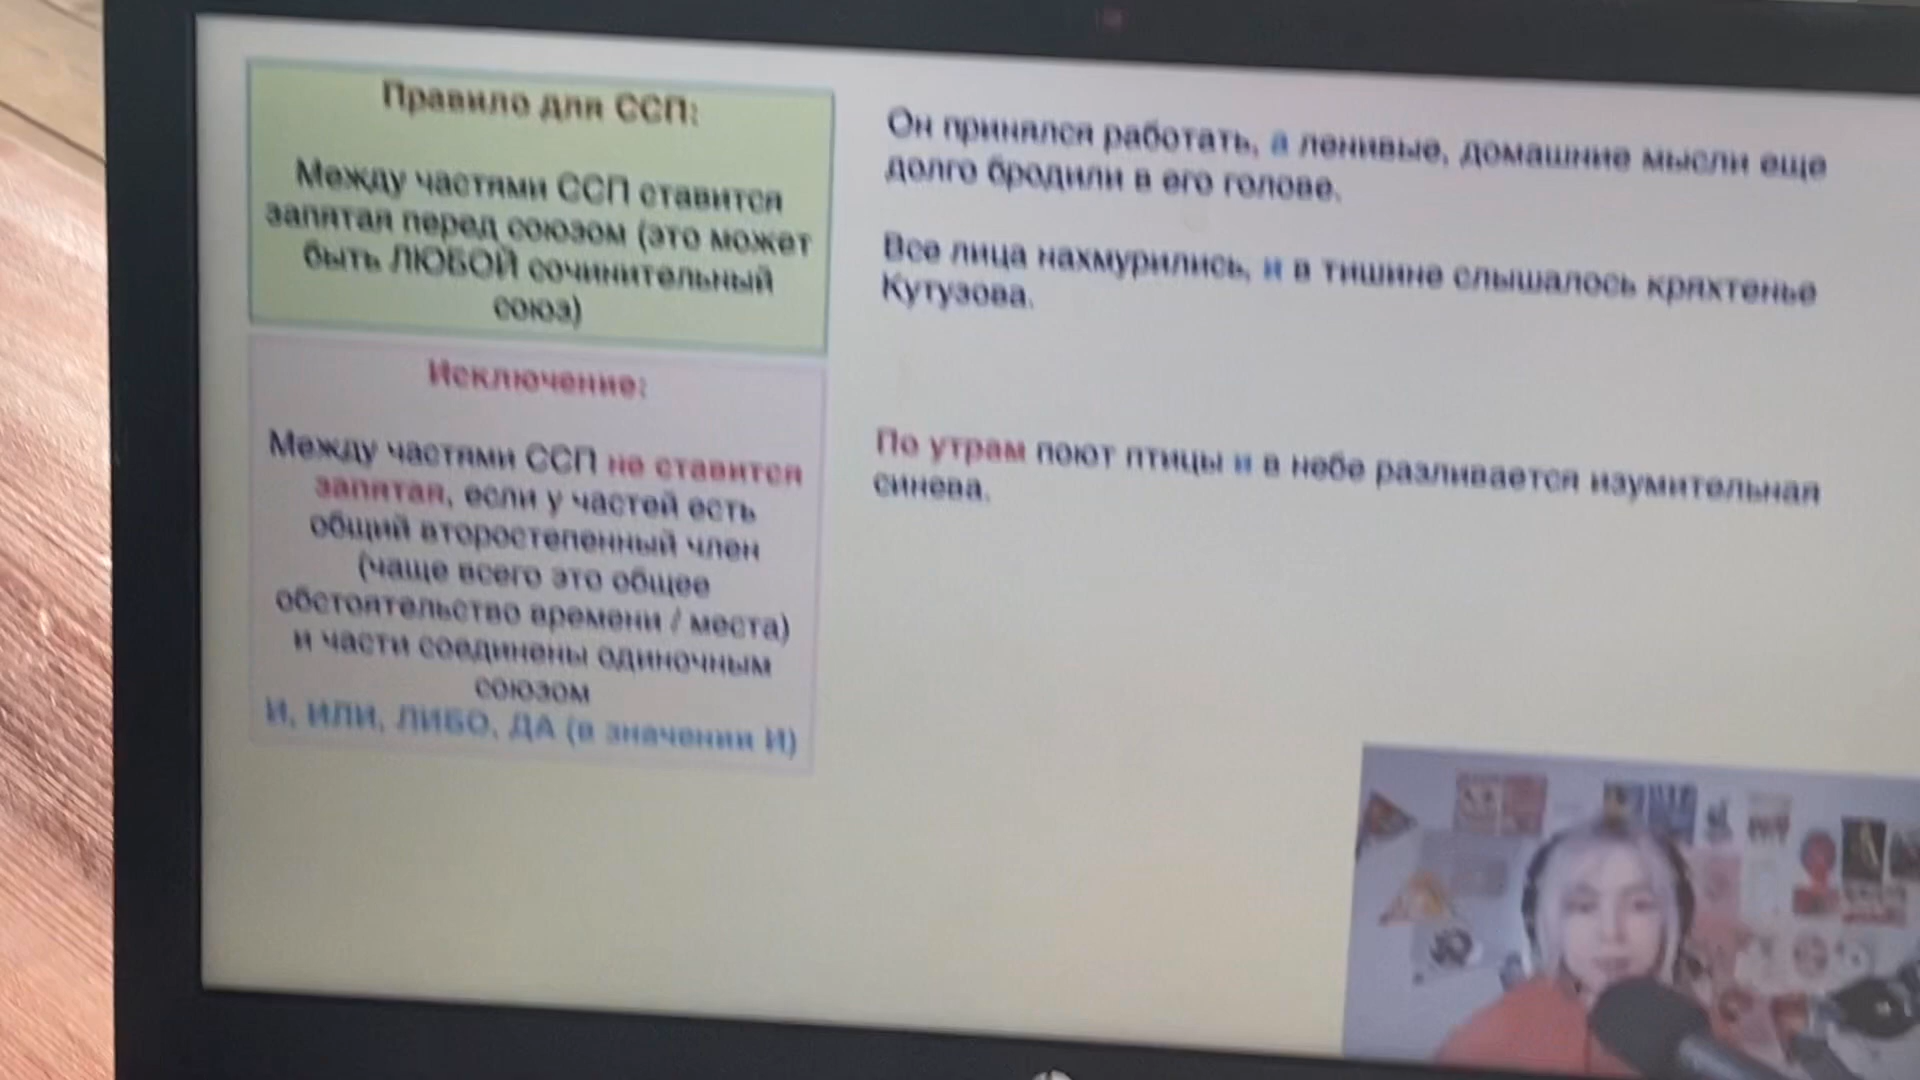 Правило для ССП:
Между частями ССП ставится
запятая перед союзом (это может
быть ЛЮБОЙ сочинительный
союз)
Исключение:
Между частями ССП не ставится
запятая, если у частей есть
общий второстепенный член
(чаще всего это общее
обстоятельство времени / места)
и части соединены одиночным
союзом
И, ИЛИ, ЛИБО, ДА (в значении И)
Он принялся работать, а ленивые, домашние мысли еще
долго бродили в его голове.
Все лица нахмурились, и в тишине слышалось кряхтенье
Кутузова.
По утрам поют птицы и в небе разливается изумительная
синева.